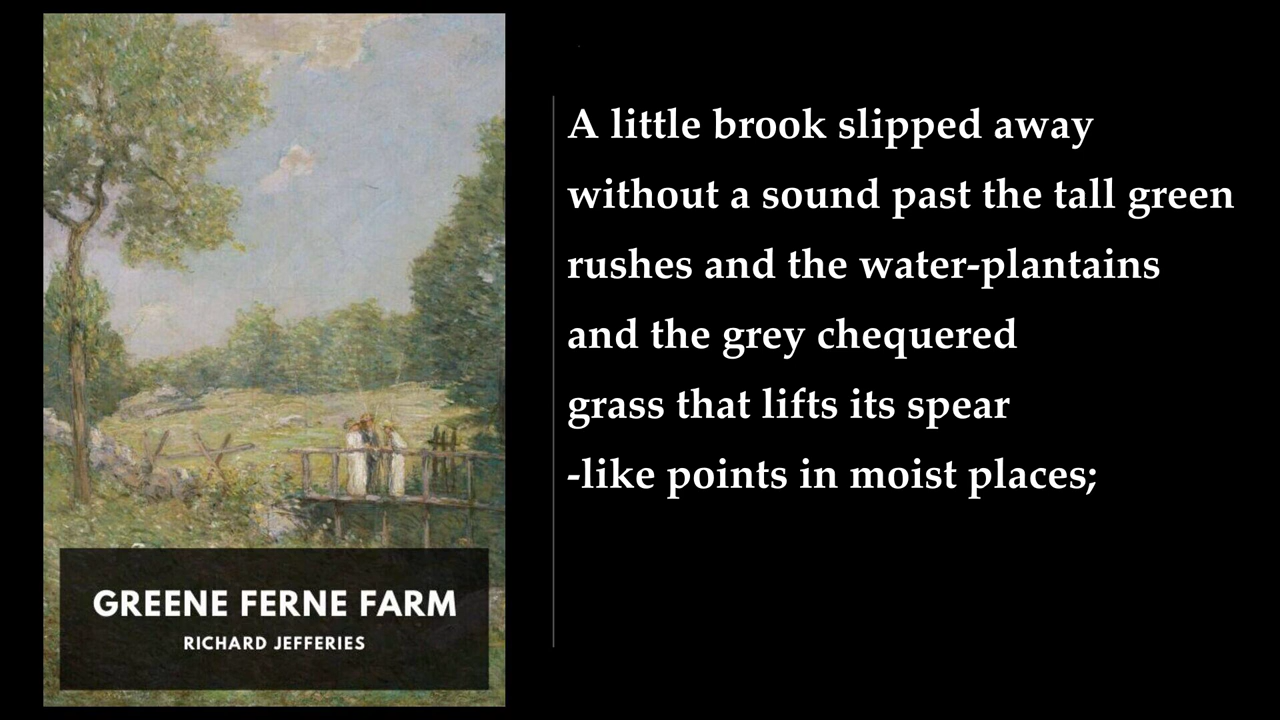 GREENE FERNE FARM
RICHARD JEFFERIES
A little brook slipped away
without a sound past the tall green
rushes and the water-plantains
and the grey chequered
grass that lifts its spear
-like points in moist places;